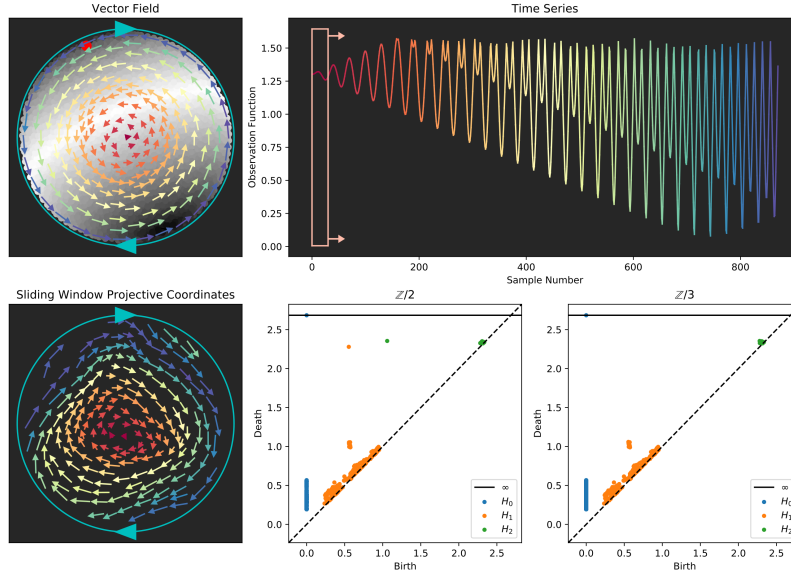 Vector Field
Time Series
Observation Function
1.50
1.25
1.00
0.75
0.50
0.25
0.00
0
200
400
600
800
Sample Number
Sliding Window Projective Coordinates
ℤ/2
Death
2.5
2.0
1.5
1.0
0.5
0.0
0.0
0.5
1.0
1.5
2.0
2.5
Birth
∞
H₀
H₁
H₂
ℤ/3
Death
2.5
2.0
1.5
1.0
0.5
0.0
0.0
0.5
1.0
1.5
2.0
2.5
Birth
∞
H₀
H₁
H₂